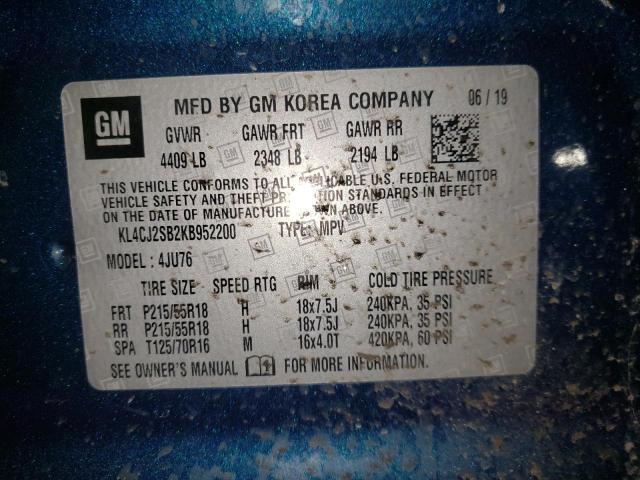 GM
MFD BY GM KOREA COMPANY 06 / 19
GVWR GAWR FRT GAWR RR
4409 LB 2348 LB 2194 LB
THIS VEHICLE CONFORMS TO ALL APPLICABLE U.S. FEDERAL MOTOR
VEHICLE SAFETY AND THEFT PREVENTION STANDARDS IN EFFECT
ON THE DATE OF MANUFACTURE SHOWN ABOVE.
KL4CJ2SB2KB952200 TYPE: MPV
MODEL : 4JU76
TIRE SIZE SPEED RTG RIM COLD TIRE PRESSURE
FRT P215/55R18 H 18x7.5J 240KPA, 35 PSI
RR P215/55R18 H 18x7.5J 240KPA, 35 PSI
SPA T125/70R16 M 16x4.0T 420KPA, 60 PSI
SEE OWNER'S MANUAL FOR MORE INFORMATION.